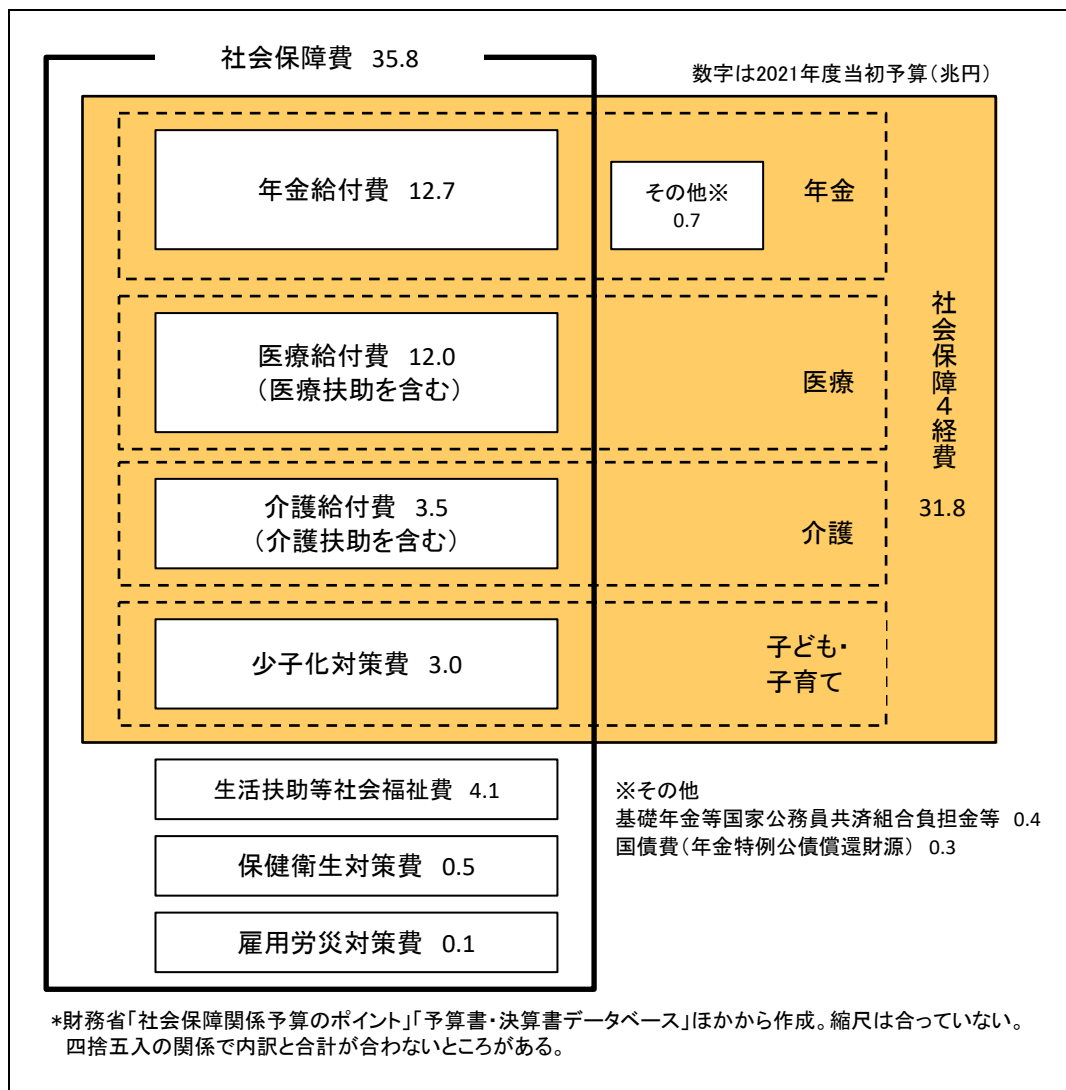 社会保障費 35.8
数字は2021年度当初予算（兆円）
年金給付費 12.7
その他※
0.7
年金
医療給付費 12.0
（医療扶助を含む）
医療
介護給付費 3.5
（介護扶助を含む）
介護
少子化対策費 3.0
子ども・
子育て
社会保障４経費
31.8
生活扶助等社会福祉費 4.1
保健衛生対策費 0.5
雇用労災対策費 0.1
※その他
基礎年金等国家公務員共済組合負担金等 0.4
国債費（年金特例公債償還財源） 0.3
*財務省「社会保障関係予算のポイント」「予算書・決算書データベース」ほかから作成。縮尺は合っていない。
四捨五入の関係で内訳と合計が合わないところがある。